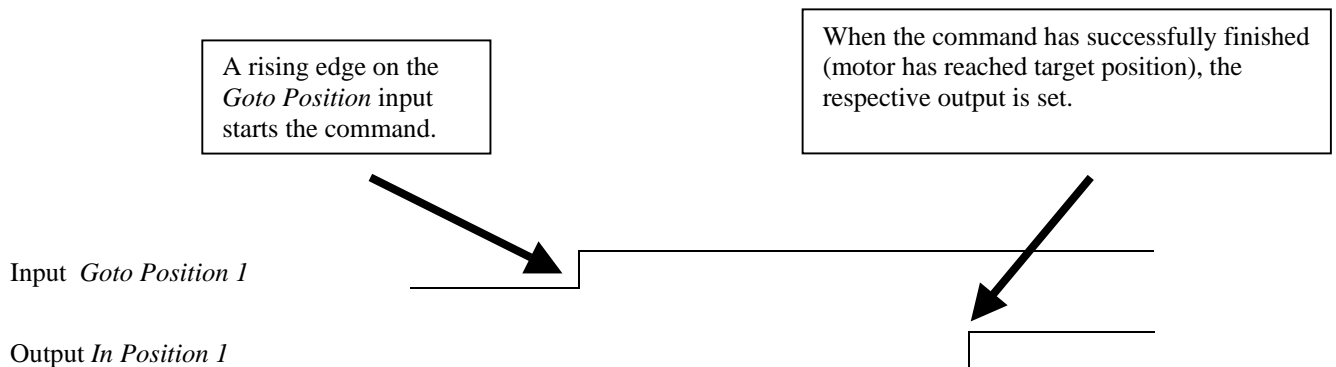 A rising edge on the
Goto Position input
starts the command.
When the command has successfully finished
(motor has reached target position), the
respective output is set.
Input Goto Position 1
Output In Position 1